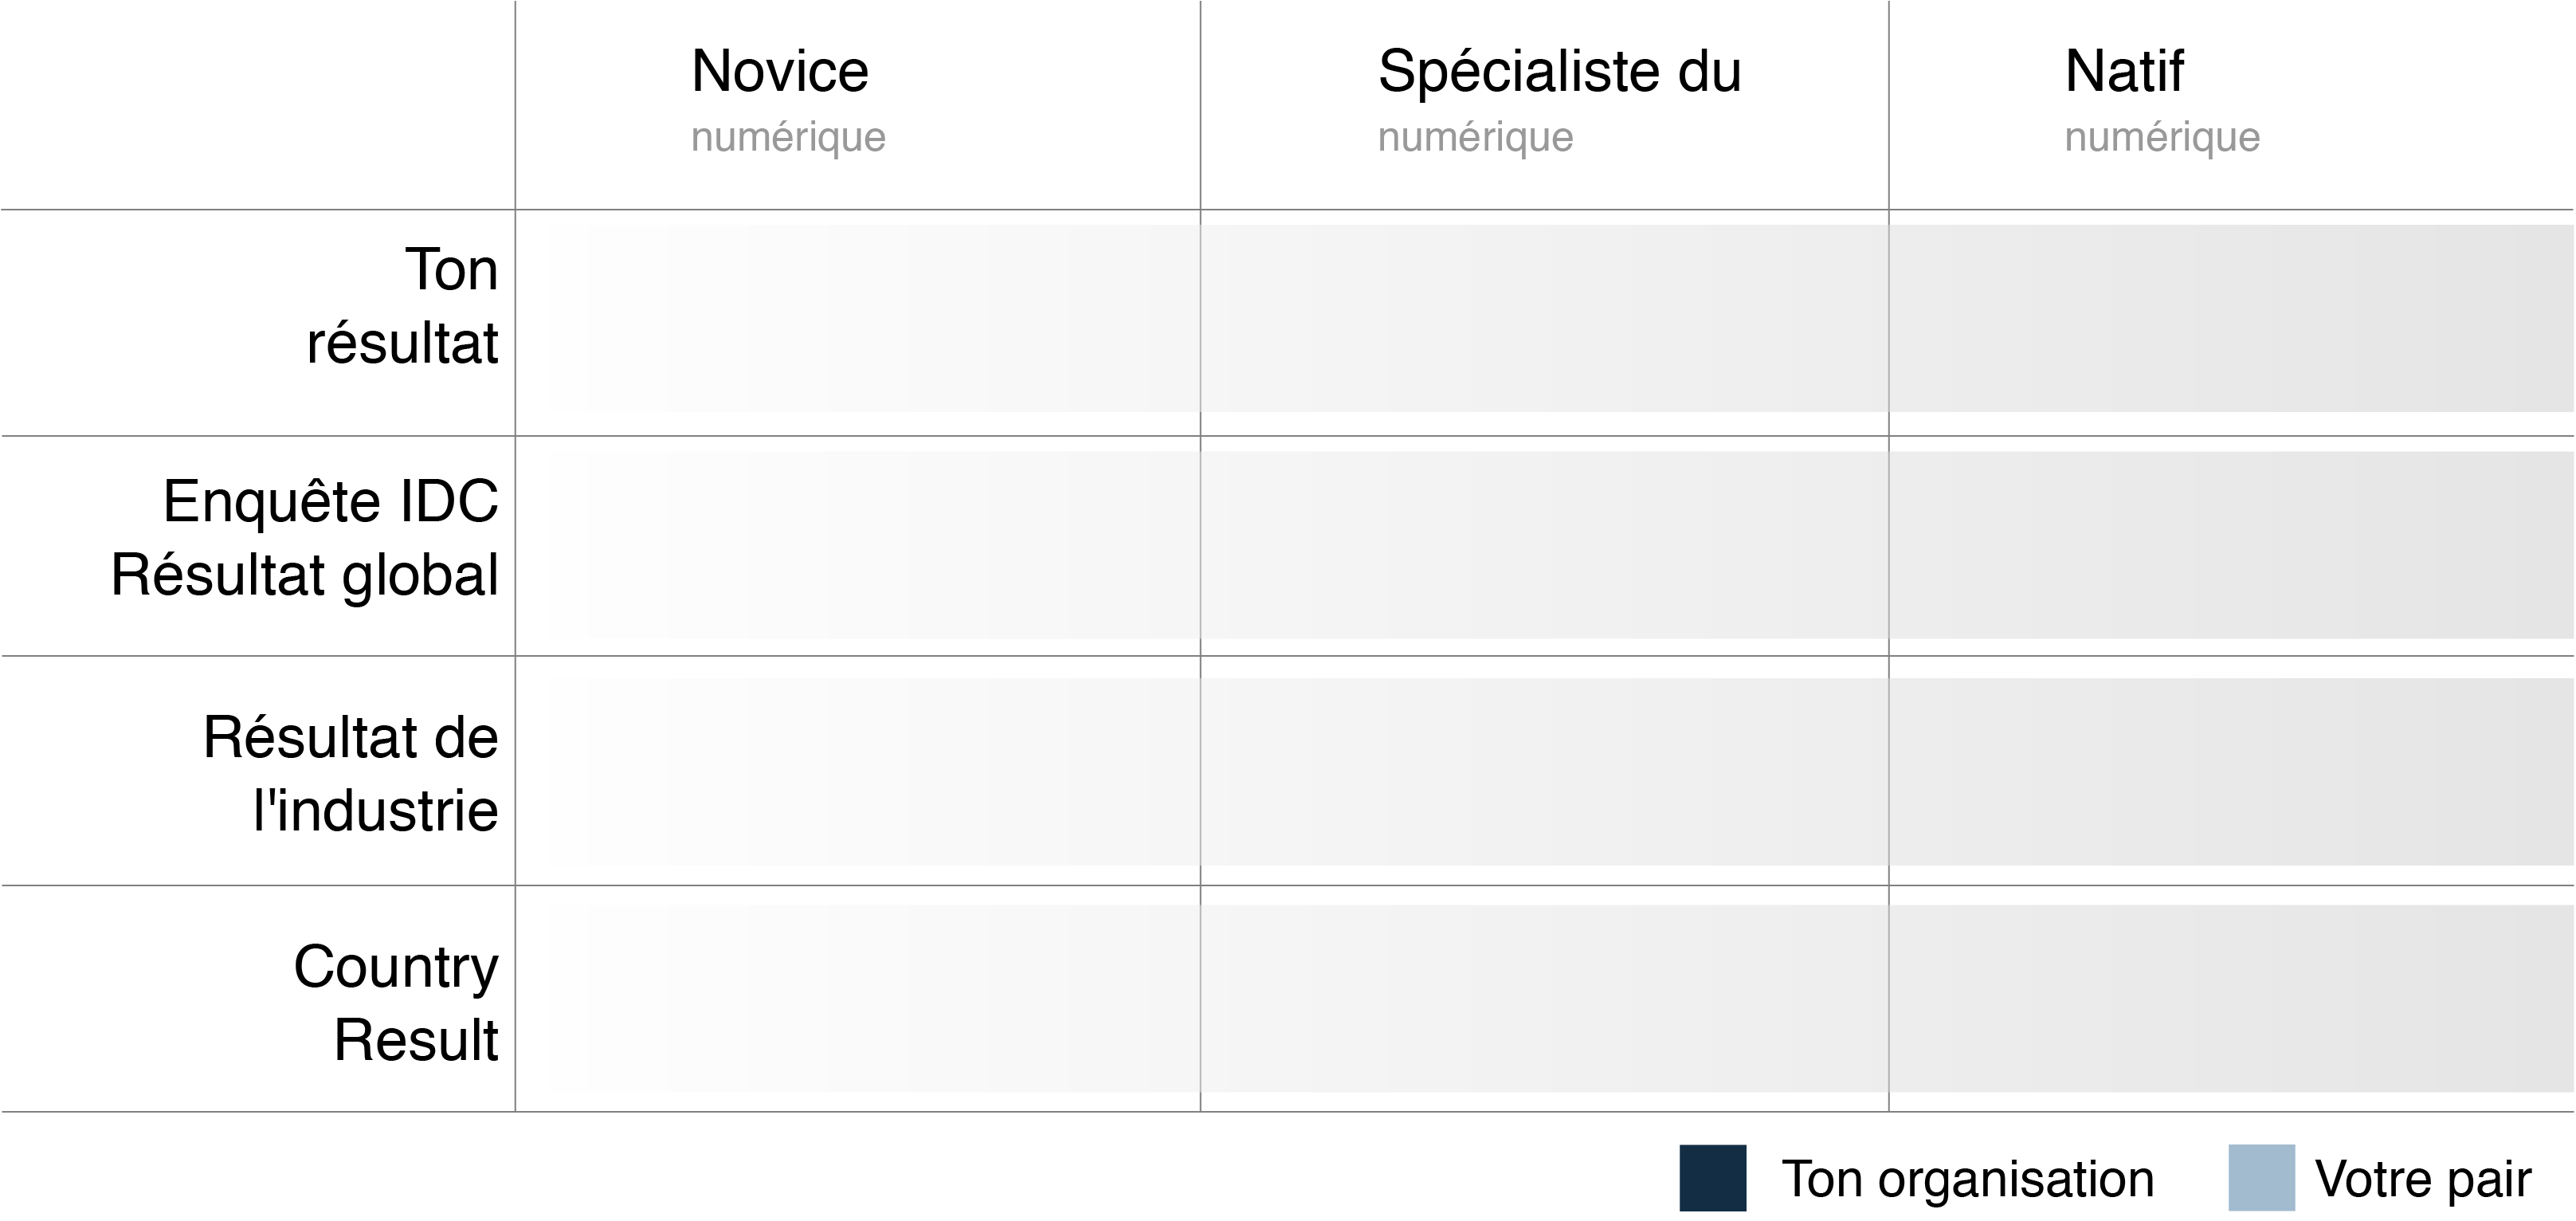 Novice
numérique
Spécialiste du
numérique
Natif
numérique
Ton
résultat
Enquête IDC
Résultat global
Résultat de
l'industrie
Country
Result
Ton organisation
Votre pair